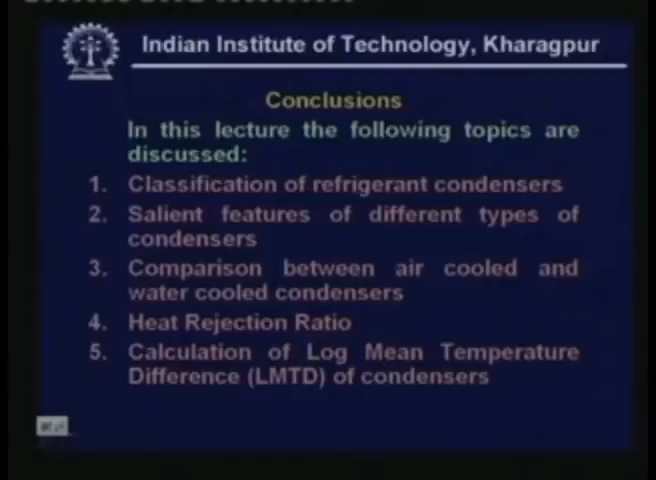 Indian Institute of Technology, Kharagpur
Conclusions
In this lecture the following topics are
discussed:
1. Classification of refrigerant condensers
2. Salient features of different types of
condensers
3. Comparison between air cooled and
water cooled condensers
4. Heat Rejection Ratio
5. Calculation of Log Mean Temperature
Difference (LMTD) of condensers